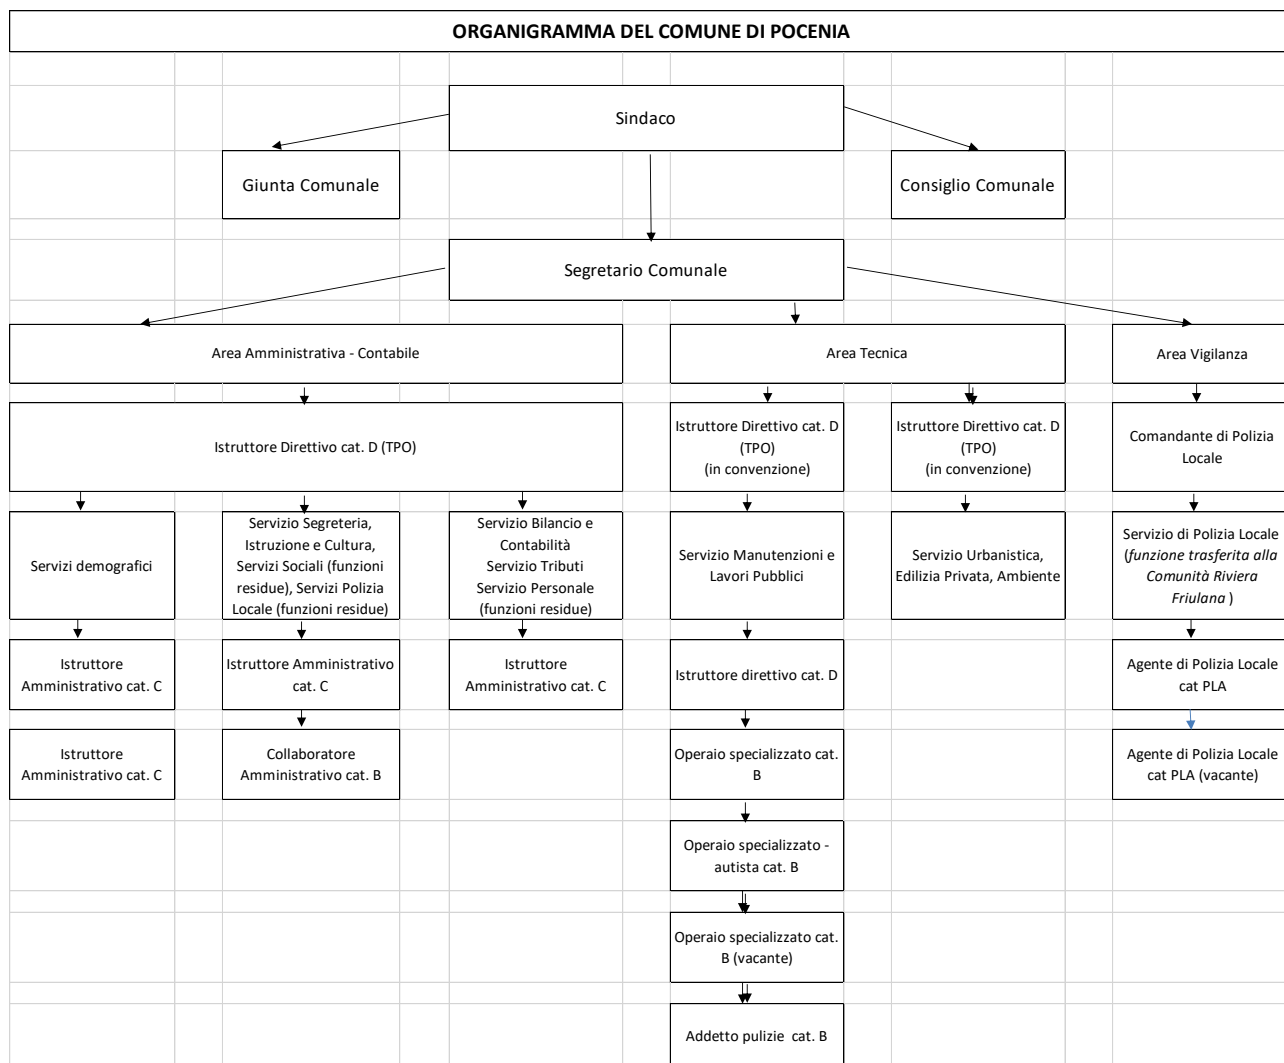 ORGANIGRAMMA DEL COMUNE DI POCENIA
Sindaco
Giunta Comunale
Consiglio Comunale
Segretario Comunale
Area Amministrativa - Contabile
Area Tecnica
Area Vigilanza
Istruttore Direttivo cat. D (TPO)
Istruttore Direttivo cat. D
(TPO)
(in convenzione)
Istruttore Direttivo cat. D
(TPO)
(in convenzione)
Comandante di Polizia
Locale
Servizi demografici
Servizio Segreteria,
Istruzione e Cultura,
Servizi Sociali (funzioni
residue), Servizi Polizia
Locale (funzioni residue)
Servizio Bilancio e
Contabilità
Servizio Tributi
Servizio Personale
(funzioni residue)
Servizio Manutenzioni e
Lavori Pubblici
Servizio Urbanistica,
Edilizia Privata, Ambiente
Servizio di Polizia Locale
(funzione trasferita alla
Comunità Riviera
Friulana )
Istruttore
Amministrativo cat. C
Istruttore Amministrativo
cat. C
Istruttore
Amministrativo cat. C
Istruttore direttivo cat. D
Agente di Polizia Locale
cat PLA
Istruttore
Amministrativo cat. C
Collaboratore
Amministrativo cat. B
Operaio specializzato cat.
B
Agente di Polizia Locale
cat PLA (vacante)
Operaio specializzato -
autista cat. B
Operaio specializzato cat.
B (vacante)
Addetto pulizie cat. B